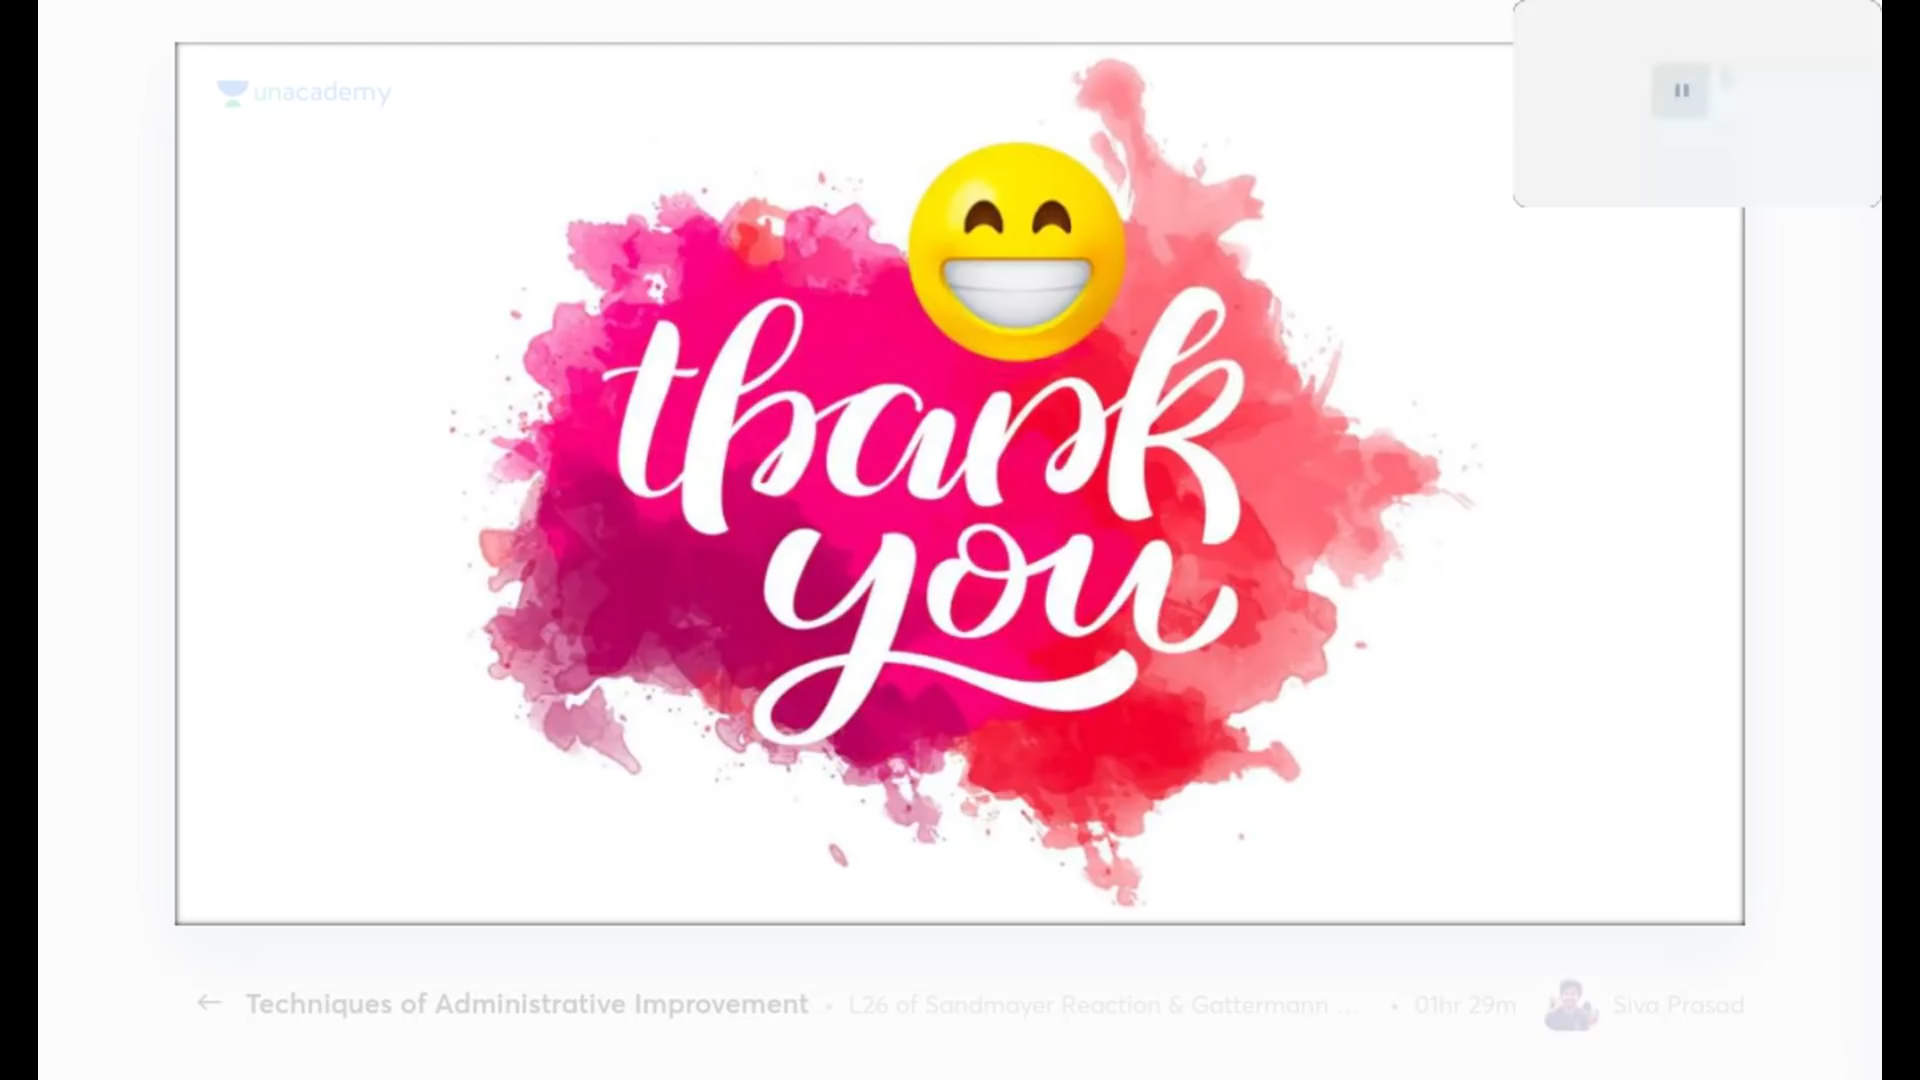 unacademy
thank
you
Techniques of Administrative Improvement • L26 of Sandmayer Reaction & Gattermann ... • 01hr 29m Siva Prasad